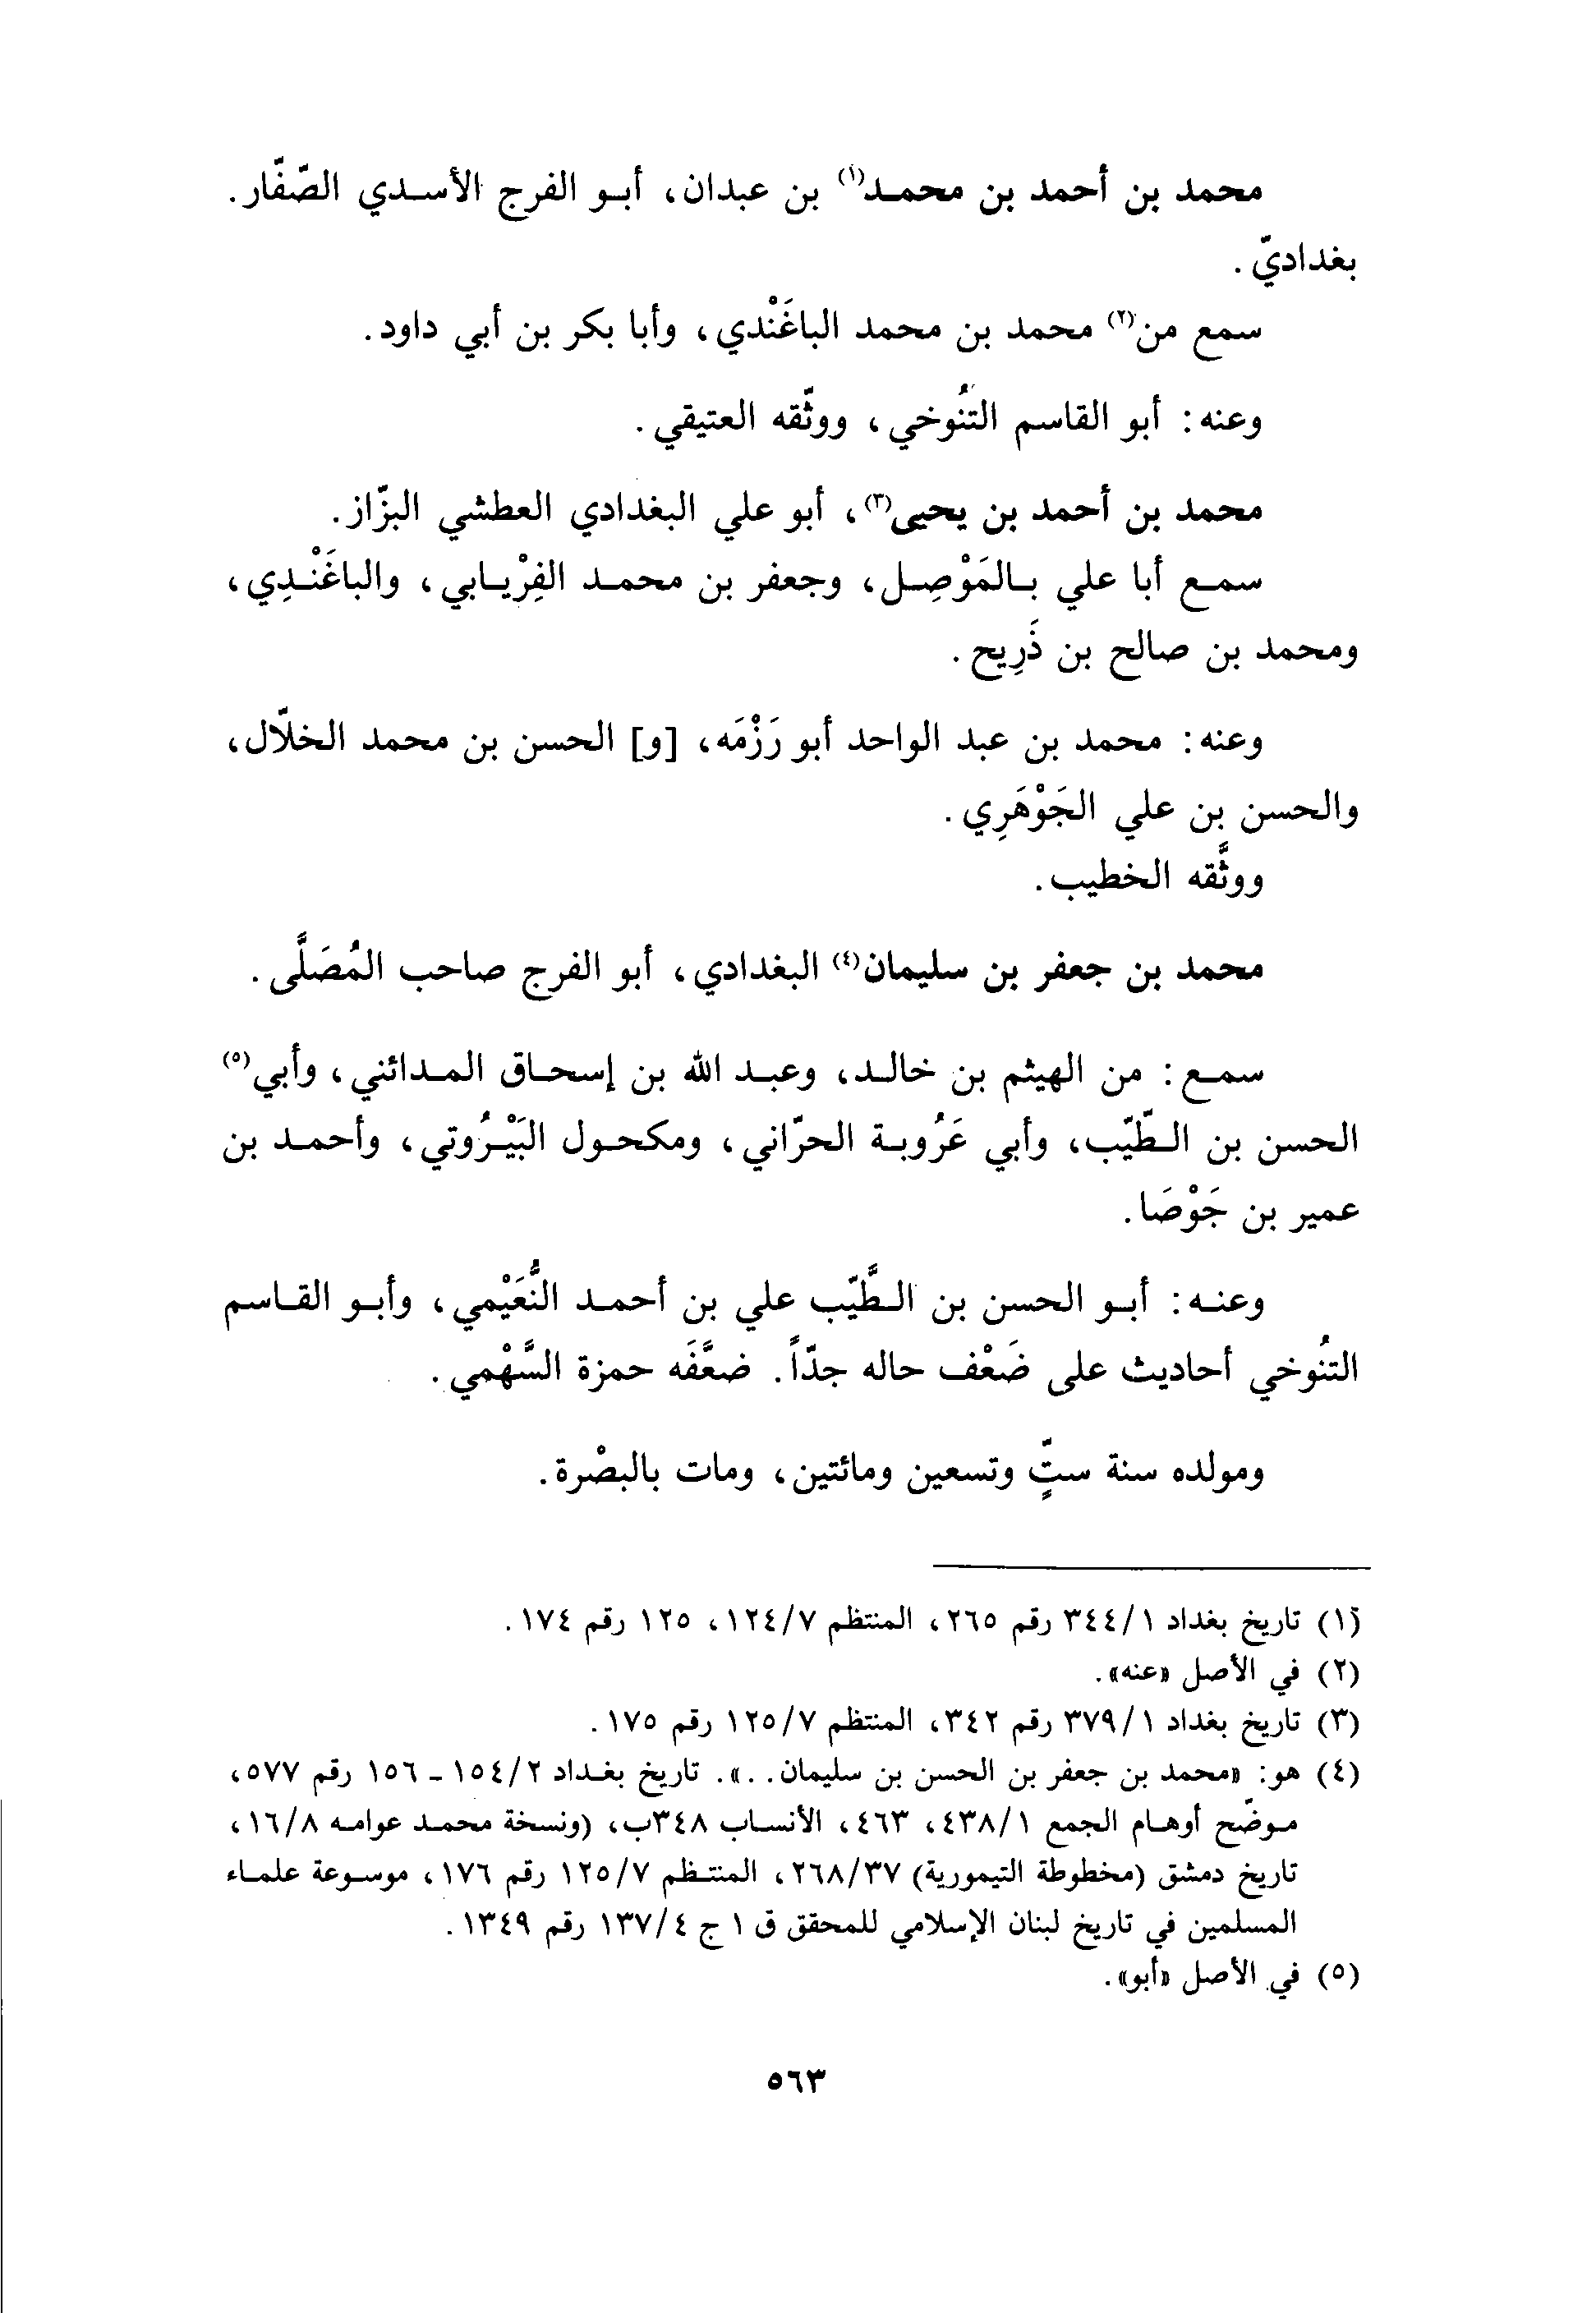 محمد بن أحمد بن محمد(١) بن عبدان، أبو الفرج الأسدي الصّفّار.
بغداديّ.
سمع من(٢) محمد بن محمد الباغَنْدي، وأبا بكر بن أبي داود.
وعنه: أبو القاسم التنُوخي، ووثّقه العتيقي.
محمد بن أحمد بن يحيى(٣)، أبو علي البغدادي العطشي البزّاز.
سمع أبا علي بالمَوْصِل، وجعفر بن محمد الفِرْيابي، والباغَنْدِي،
ومحمد بن صالح بن ذَرِيح.
وعنه: محمد بن عبد الواحد أبو رَزْمَه، [و] الحسن بن محمد الخلّال،
والحسن بن علي الجَوْهَرِي.
ووثَّقه الخطيب.
محمد بن جعفر بن سليمان(٤) البغدادي، أبو الفرج صاحب المُصَلَّى.
سمع: من الهيثم بن خالد، وعبد الله بن إسحاق المدائني، وأبي(٥)
الحسن بن الطّيّب، وأبي عَرُوبة الحرّاني، ومكحول البَيْرُوتي، وأحمد بن
عمير بن جَوْصَا.
وعنه: أبو الحسن بن الطَّيّب علي بن أحمد النُّعَيْمي، وأبو القاسم
التنُوخي أحاديث على ضَعْف حاله جدّاً. ضعَّفَه حمزة السَّهْمي.
ومولده سنة ستٍّ وتسعين ومائتين، ومات بالبصْرة.
(١) تاريخ بغداد ٣٤٤/١ رقم ٢٦٥، المنتظم ١٢٤/٧، ١٢٥ رقم ١٧٤.
(٢) في الأصل «عنه».
(٣) تاريخ بغداد ٣٧٩/١ رقم ٣٤٢، المنتظم ١٢٥/٧ رقم ١٧٥.
(٤) هو: «محمد بن جعفر بن الحسن بن سليمان. .». تاريخ بغداد ١٥٤/٢ - ١٥٦ رقم ٥٧٧،
موضّح أوهام الجمع ٤٣٨/١، ٤٦٣، الأنساب ٣٤٨ب، (ونسخة محمد عوامه ١٦/٨،
تاريخ دمشق (مخطوطة التيمورية) ٢٦٨/٣٧، المنتظم ١٢٥/٧ رقم ١٧٦، موسوعة علماء
المسلمين في تاريخ لبنان الإسلامي للمحقق ق ١ ج ١٣٧/٤ رقم ١٣٤٩.
(٥) في الأصل «أبو».
٥٦٣